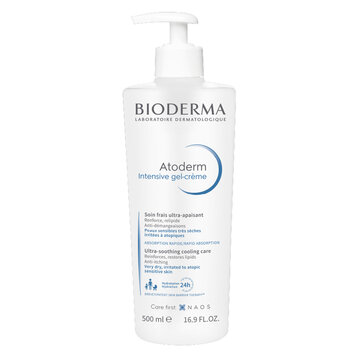 BIODERMA
LABORATOIRE DERMATOLOGIQUE
Atoderm
Intensive gel-crème
Soin frais ultra-apaisant
Renforce, relipide
Anti-démangeaisons
Peaux sensibles très sèches
irritées à atopiques
ABSORPTION RAPIDE/RAPID ABSORPTION
Ultra-soothing cooling care
Reinforces, restores lipids
Anti-itching
Very dry, irritated to atopic
sensitive skin
Hydratation
24h
Care first NAOS
500 ml e 16.9 FL.OZ.